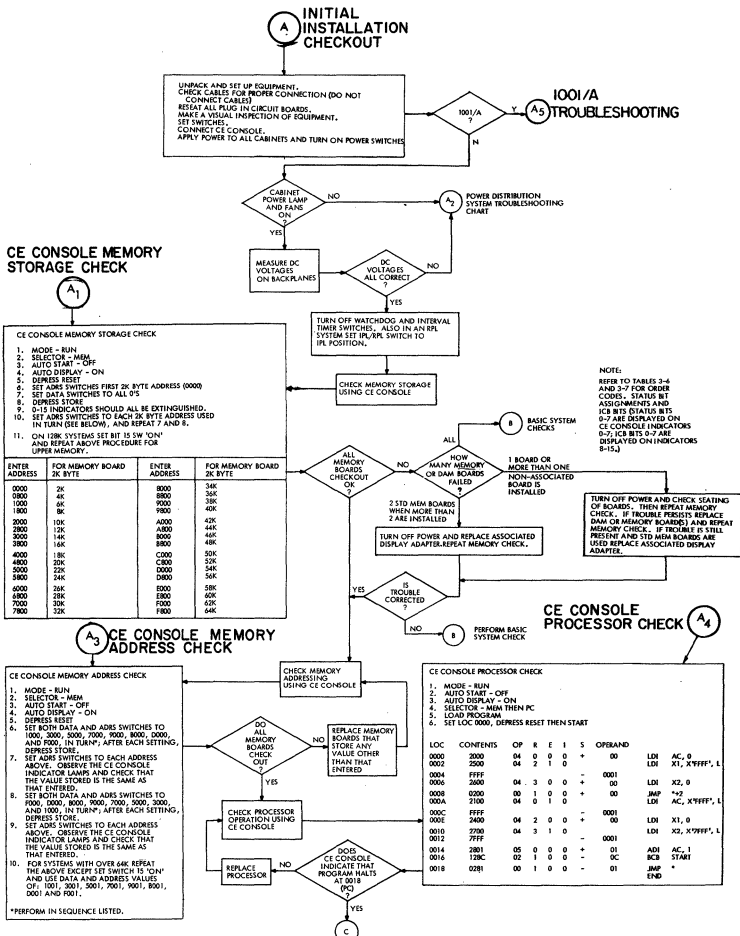 A
INITIAL
INSTALLATION
CHECKOUT
UNPACK AND SET UP EQUIPMENT.
CHECK CABLES FOR PROPER CONNECTION (DO NOT
CONNECT CABLES)
RESEAT ALL PLUG IN CIRCUIT BOARDS.
MAKE A VISUAL INSPECTION OF EQUIPMENT.
SET SWITCHES.
CONNECT CE CONSOLE.
APPLY POWER TO ALL CABINETS AND TURN ON POWER SWITCHES
1001/A
?
Y
A5
1001/A
TROUBLESHOOTING
N
CABINET
POWER LAMP
AND FANS
ON
?
NO
A2
POWER DISTRIBUTION
SYSTEM TROUBLESHOOTING
CHART
YES
MEASURE DC
VOLTAGES
ON BACKPLANES
DC
VOLTAGES
ALL CORRECT
?
NO
YES
TURN OFF WATCHDOG AND INTERVAL
TIMER SWITCHES. ALSO IN AN RPL
SYSTEM SET IPL/RPL SWITCH TO
IPL POSITION.
CHECK MEMORY STORAGE
USING CE CONSOLE
CE CONSOLE MEMORY
STORAGE CHECK
A1
CE CONSOLE MEMORY STORAGE CHECK
1. MODE - RUN
2. SELECTOR - MEM
3. AUTO START - OFF
4. AUTO DISPLAY - ON
5. DEPRESS RESET
6. SET ADRS SWITCHES FIRST 2K BYTE ADDRESS (0000)
7. SET DATA SWITCHES TO ALL 0'S
8. DEPRESS STORE
9. 0-15 INDICATORS SHOULD ALL BE EXTINGUISHED.
10. SET ADRS SWITCHES TO EACH 2K BYTE ADDRESS USED
IN TURN (SEE BELOW), AND REPEAT 7 AND 8.
11. ON 128K SYSTEMS SET BIT 15 SW 'ON'
AND REPEAT ABOVE PROCEDURE FOR
UPPER MEMORY.
ENTER ADDRESS FOR MEMORY BOARD 2K BYTE ENTER ADDRESS FOR MEMORY BOARD 2K BYTE
0000 2K 8000 34K
0800 4K 8800 36K
1000 6K 9000 38K
1800 8K 9800 40K
2000 10K A000 42K
2800 12K A800 44K
3000 14K B000 46K
3800 16K B800 48K
4000 18K C000 50K
4800 20K C800 52K
5000 22K D000 54K
5800 24K D800 56K
6000 26K E000 58K
6800 28K E800 60K
7000 30K F000 62K
7800 32K F800 64K
ALL
MEMORY
BOARDS
CHECKOUT
OK ?
NO
YES
HOW
MANY MEMORY
OR DAM BOARDS
FAILED
?
ALL
B
BASIC SYSTEM
CHECKS
1 BOARD OR
MORE THAN ONE
NON-ASSOCIATED
BOARD IS
INSTALLED
2 STD MEM BOARDS
WHEN MORE THAN
2 ARE INSTALLED
NOTE:
REFER TO TABLES 3-6
AND 3-7 FOR ORDER
CODES. STATUS BIT
ASSIGNMENTS AND
ICB BITS (STATUS BITS
0-7 ARE DISPLAYED ON
CE CONSOLE INDICATORS
0-7; ICB BITS 0-7 ARE
DISPLAYED ON INDICATORS
8-15.)
TURN OFF POWER AND CHECK SEATING
OF BOARDS. THEN REPEAT MEMORY
CHECK. IF TROUBLE PERSISTS REPLACE
DAM OR MEMORY BOARD(S) AND REPEAT
MEMORY CHECK. IF TROUBLE IS STILL
PRESENT AND STD MEM BOARDS ARE
USED REPLACE ASSOCIATED DISPLAY
ADAPTER.
TURN OFF POWER AND REPLACE ASSOCIATED
DISPLAY ADAPTER. REPEAT MEMORY CHECK.
IS
TROUBLE
CORRECTED
?
YES
NO
B
PERFORM BASIC
SYSTEM CHECK
A3
CE CONSOLE MEMORY
ADDRESS CHECK
CE CONSOLE MEMORY ADDRESS CHECK
1. MODE - RUN
2. SELECTOR - MEM
3. AUTO START - OFF
4. AUTO DISPLAY - ON
5. DEPRESS RESET
6. SET BOTH DATA AND ADRS SWITCHES TO
1000, 3000, 5000, 7000, 9000, B000, D000,
AND F000, IN TURN*; AFTER EACH SETTING,
DEPRESS STORE.
7. SET ADRS SWITCHES TO EACH ADDRESS
ABOVE. OBSERVE THE CE CONSOLE
INDICATOR LAMPS AND CHECK THAT
THE VALUE STORED IS THE SAME AS
THAT ENTERED.
8. SET BOTH DATA AND ADRS SWITCHES TO
F000, D000, B000, 9000, 7000, 5000, 3000,
AND 1000, IN TURN*; AFTER EACH SETTING,
DEPRESS STORE.
9. SET ADRS SWITCHES TO EACH ADDRESS
ABOVE. OBSERVE THE CE CONSOLE
INDICATOR LAMPS AND CHECK THAT
THE VALUE STORED IS THE SAME AS
THAT ENTERED.
10. FOR SYSTEMS WITH OVER 64K REPEAT
THE ABOVE EXCEPT SET SWITCH 15 'ON'
AND USE DATA AND ADDRESS VALUES
OF: 1001, 3001, 5001, 7001, 9001, B001,
D001 AND F001.
*PERFORM IN SEQUENCE LISTED.
CHECK MEMORY
ADDRESSING
USING CE CONSOLE
DO
ALL
MEMORY
BOARDS
CHECK
OUT
?
NO
REPLACE MEMORY
BOARDS THAT
STORE ANY
VALUE OTHER
THAN THAT
ENTERED
YES
CHECK PROCESSOR
OPERATION USING
CE CONSOLE
DOES
CE CONSOLE
INDICATE THAT
PROGRAM HALTS
AT 0018
(PC)
?
NO
REPLACE
PROCESSOR
YES
C
CE CONSOLE
PROCESSOR CHECK
A4
CE CONSOLE PROCESSOR CHECK
1. MODE - RUN
2. AUTO START - OFF
3. AUTO DISPLAY - ON
4. SELECTOR - MEM THEN PC
5. LOAD PROGRAM
6. SET LOC 0000, DEPRESS RESET THEN START
LOC CONTENTS OP R E I S OPERAND
0000 2000 04 0 0 0 + 00 LDI AC, 0
0002 2500 04 2 1 0 LDI X1, X'FFFF', L
0004 FFFF - 0001
0006 2600 04 3 0 0 + 00 LDI X2, 0
0008 0200 00 1 0 0 + 00 JMP *+2
000A 2100 04 0 1 0 LDI AC, X'FFFF', L
000C FFFF 0001
000E 2400 04 2 0 0 + 00 LDI X1, 0
0010 2700 04 3 1 0 LDI X2, X'7FFF', L
0012 7FFF - 0001
0014 2801 05 0 0 0 + 01 ADI AC, 1
0016 128C 02 1 0 0 - 0C BCB START
0018 0281 00 1 0 0 - 01 JMP *
END